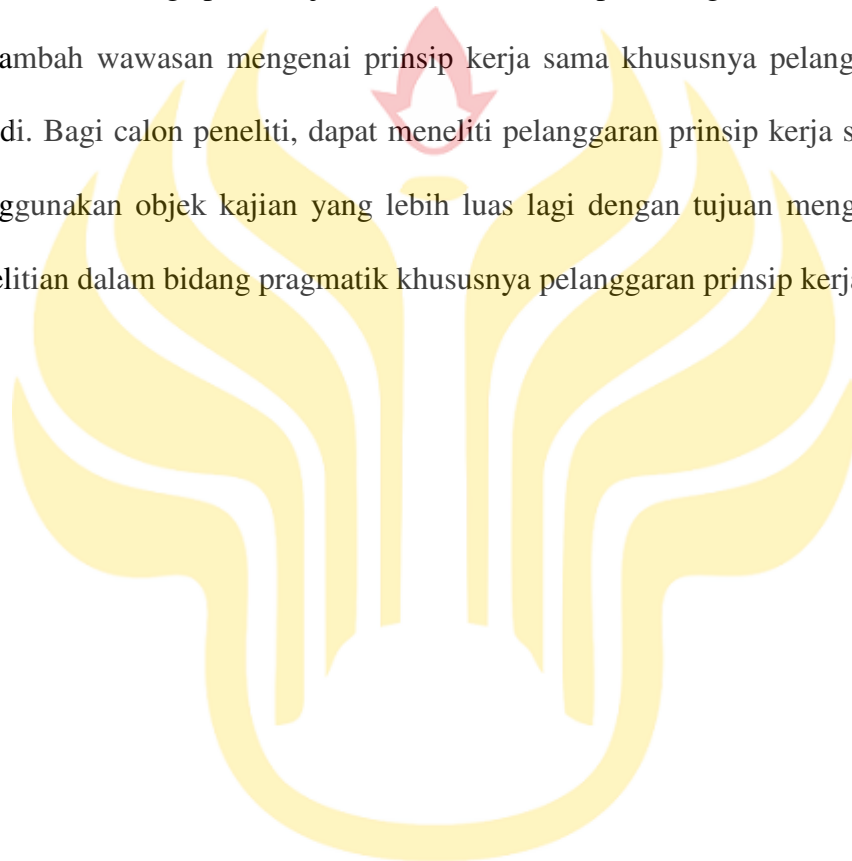 ambah wawasan mengenai prinsip kerja sama khususnya pelang
di. Bagi calon peneliti, dapat meneliti pelanggaran prinsip kerja s
ggunakan objek kajian yang lebih luas lagi dengan tujuan meng
elitian dalam bidang pragmatik khususnya pelanggaran prinsip kerja